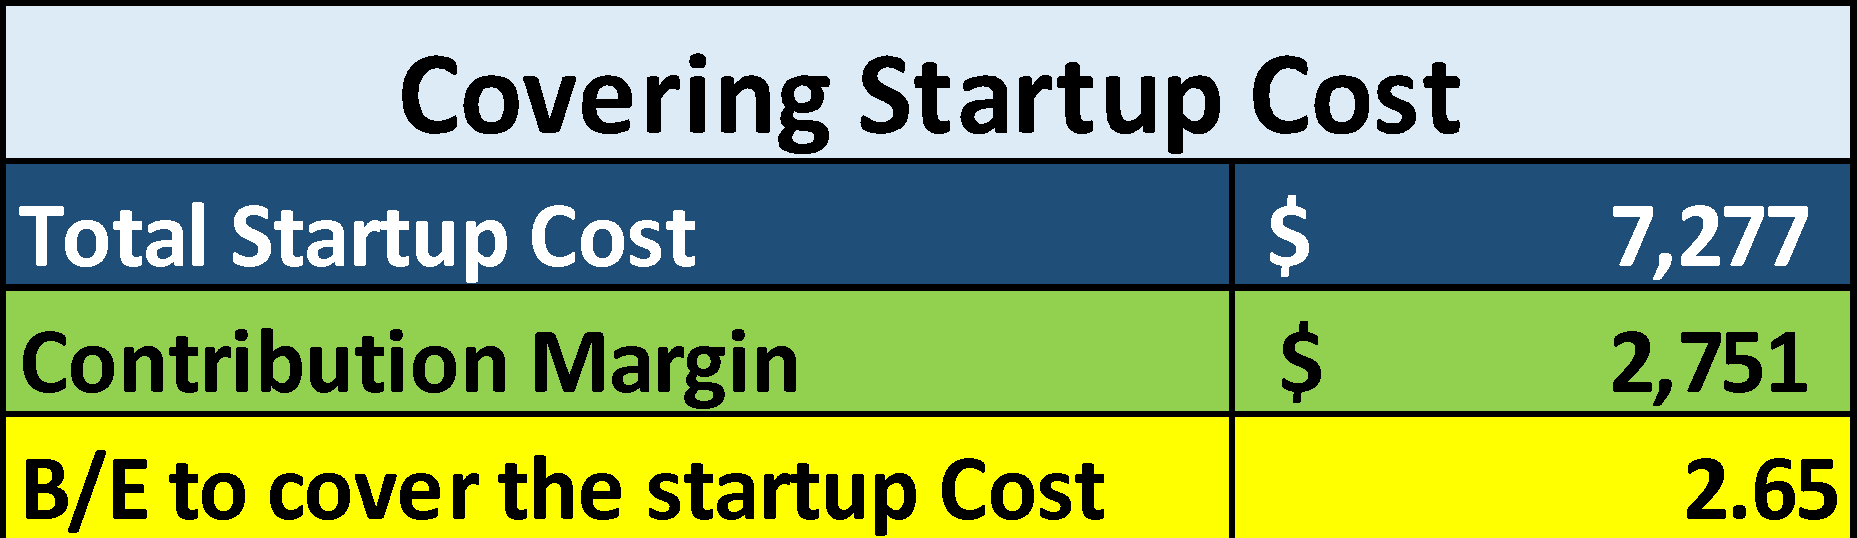 Covering Startup Cost
Total Startup Cost $ 7,277
Contribution Margin $ 2,751
B/E to cover the startup Cost 2.65